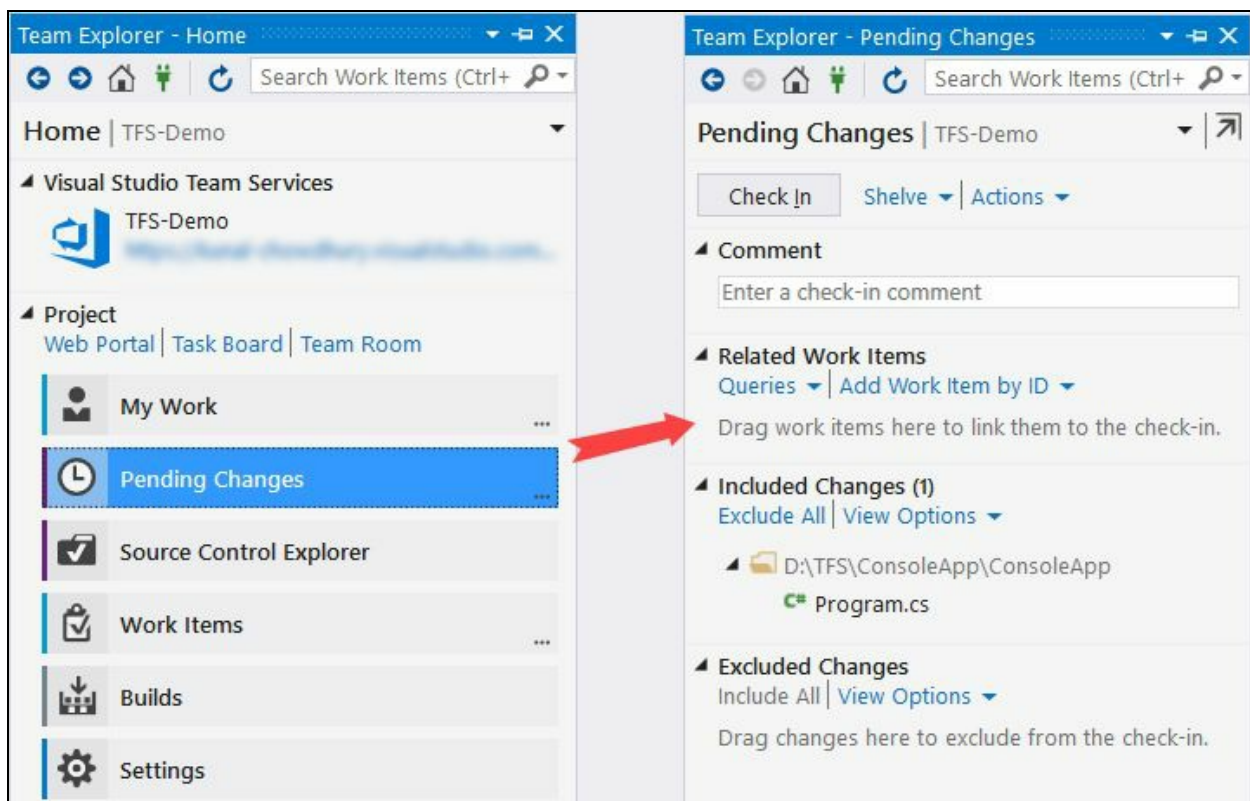 Team Explorer - Home
Search Work Items (Ctrl+
Home | TFS-Demo
Visual Studio Team Services
TFS-Demo
Project
Web Portal | Task Board | Team Room
My Work
...
Pending Changes
...
Source Control Explorer
Work Items
...
Builds
Settings
Team Explorer - Pending Changes
Search Work Items (Ctrl+
Pending Changes | TFS-Demo
Check In Shelve | Actions
Comment
Enter a check-in comment
Related Work Items
Queries | Add Work Item by ID
Drag work items here to link them to the check-in.
Included Changes (1)
Exclude All | View Options
D:\TFS\ConsoleApp\ConsoleApp
C# Program.cs
Excluded Changes
Include All | View Options
Drag changes here to exclude from the check-in.